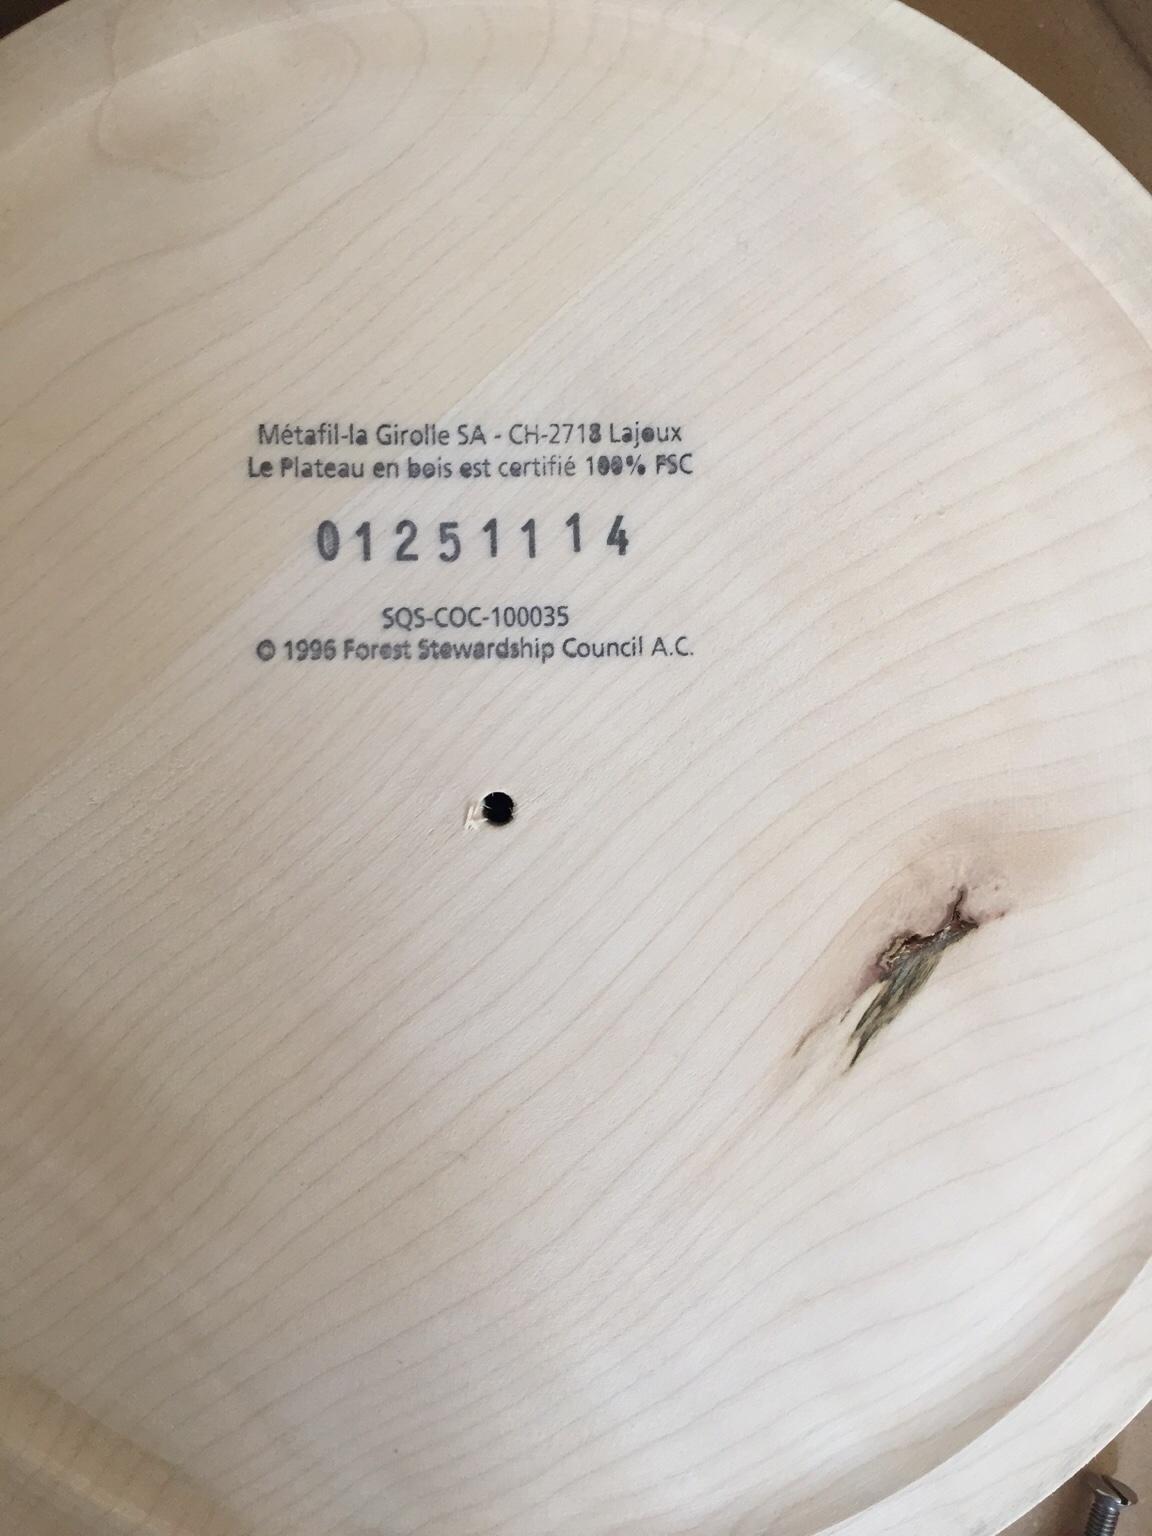 Métafil-la Girolle SA - CH-2718 Lajoux
Le Plateau en bois est certifié 100% FSC
01251114
SQS-COC-100035
© 1996 Forest Stewardship Council A.C.